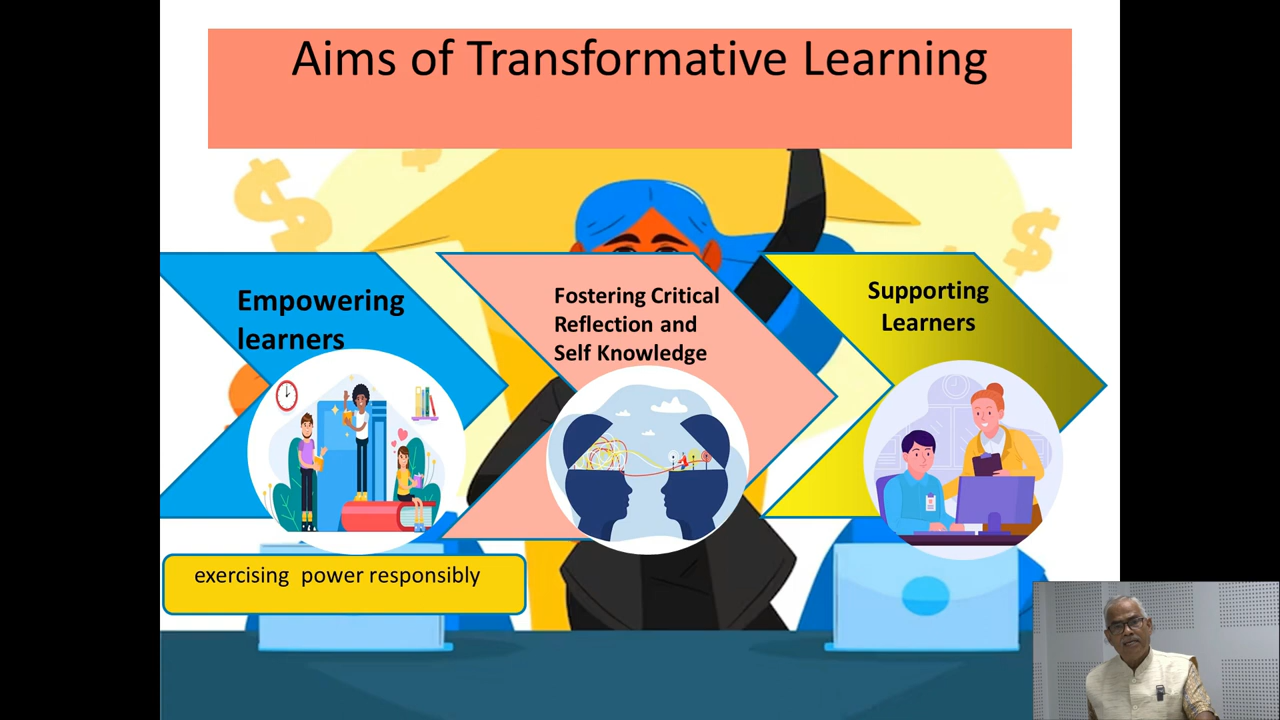 Aims of Transformative Learning
Empowering
learners
Fostering Critical
Reflection and
Self Knowledge
Supporting
Learners
exercising power responsibly